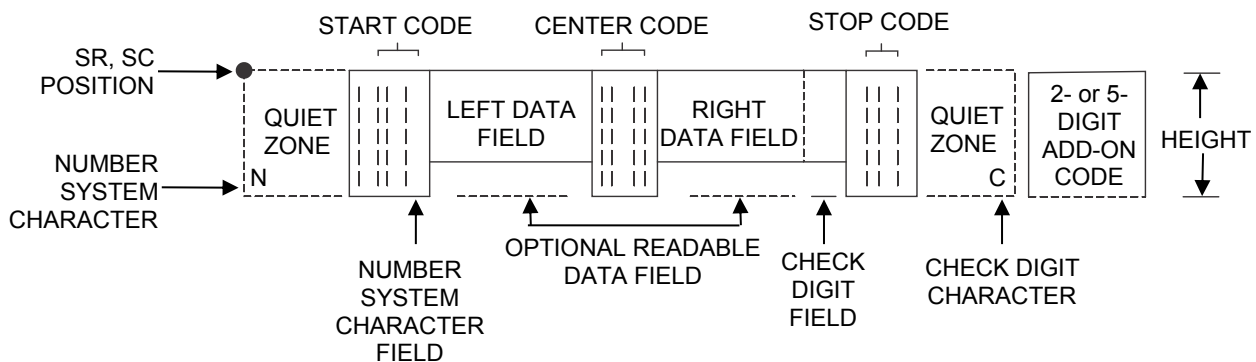 START CODE
CENTER CODE
STOP CODE
SR, SC
POSITION
QUIET
ZONE
LEFT DATA
FIELD
RIGHT
DATA FIELD
QUIET
ZONE
2- or 5-
DIGIT
ADD-ON
CODE
HEIGHT
NUMBER
SYSTEM
CHARACTER
N
C
OPTIONAL READABLE
DATA FIELD
NUMBER
SYSTEM
CHARACTER
FIELD
CHECK
DIGIT
FIELD
CHECK DIGIT
CHARACTER